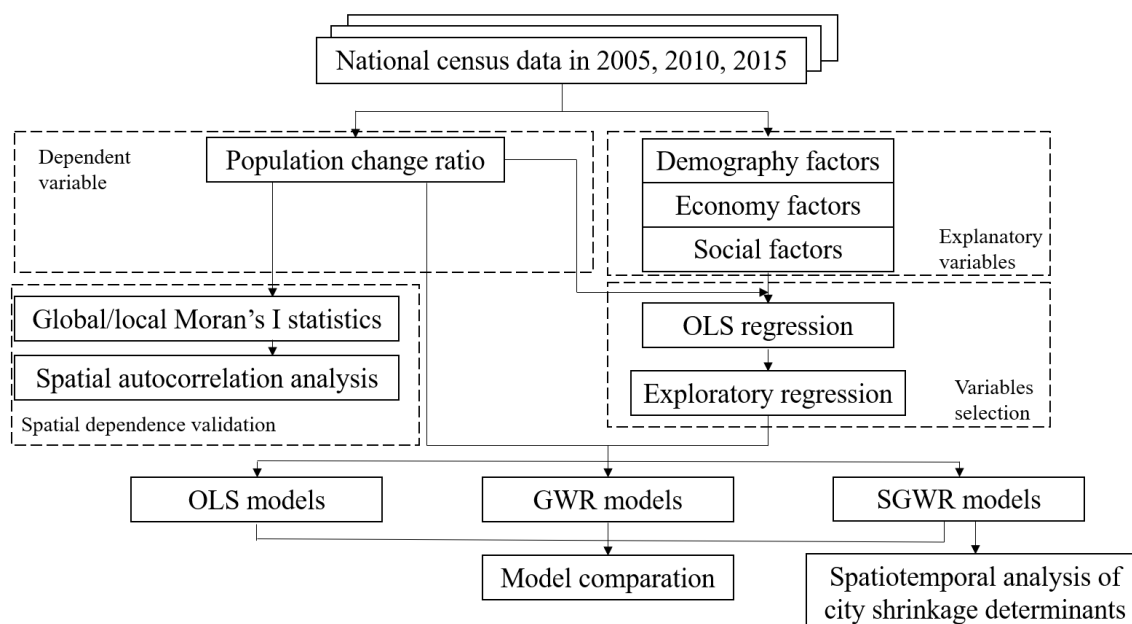 National census data in 2005, 2010, 2015
Dependent
variable
Population change ratio
Demography factors
Economy factors
Social factors
Explanatory
variables
Global/local Moran’s I statistics
Spatial autocorrelation analysis
Spatial dependence validation
OLS regression
Exploratory regression
Variables
selection
OLS models
GWR models
SGWR models
Model comparation
Spatiotemporal analysis of
city shrinkage determinants